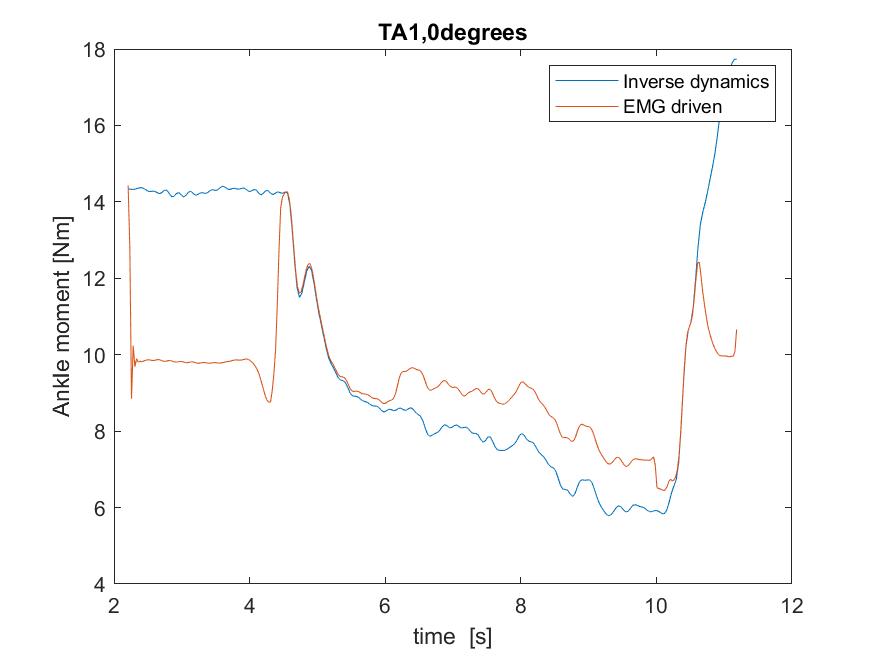 TA1,0degrees
18
16
14
12
10
8
6
4
2 4 6 8 10 12
Ankle moment [Nm]
time [s]
Inverse dynamics
EMG driven